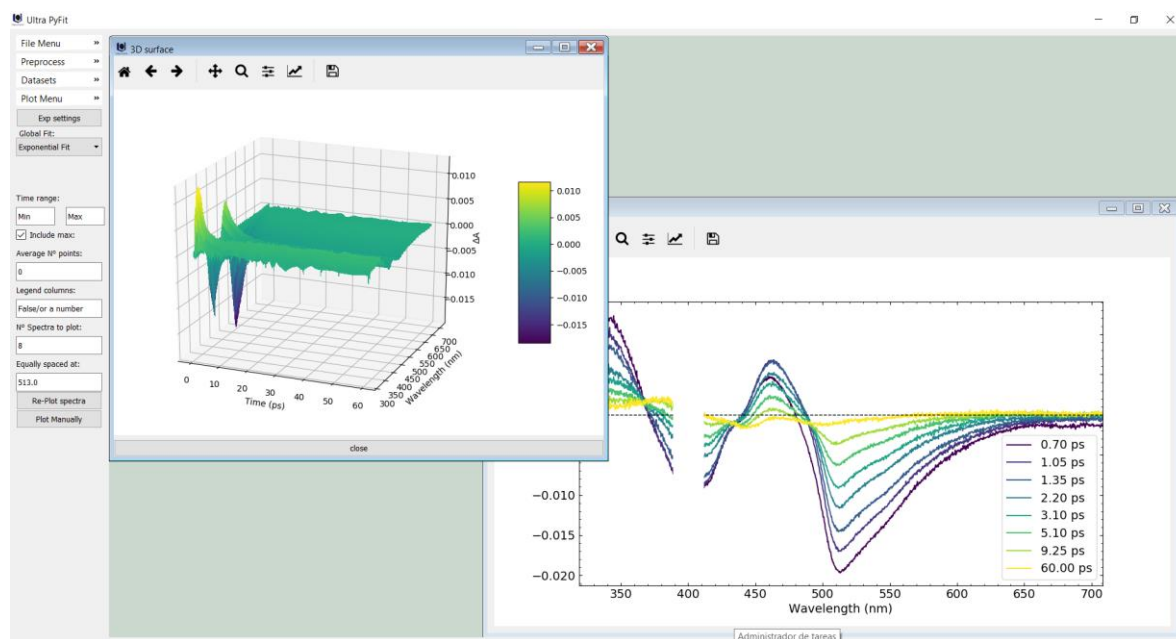 Ultra PyFit
File Menu »
Preprocess »
Datasets »
Plot Menu »
Exp settings
Global Fit:
Exponential Fit
Time range:
Min Max
Include max:
Average Nº points:
0
Legend columns:
False/or a number
Nº Spectra to plot:
8
Equally spaced at:
513.0
Re-Plot spectra
Plot Manually
3D surface
0.010
0.005
0.000
−0.005
−0.010
−0.015
ΔA
0 10 20 30 40 50 60
Time (ps)
300 350 400 450 500 550 600 650 700
Wavelength (nm)
0.010
0.005
0.000
−0.005
−0.010
−0.015
close
−0.010
−0.015
−0.020
350 400 450 500 550 600 650 700
Wavelength (nm)
0.70 ps
1.05 ps
1.35 ps
2.20 ps
3.10 ps
5.10 ps
9.25 ps
60.00 ps
Administrador de tareas